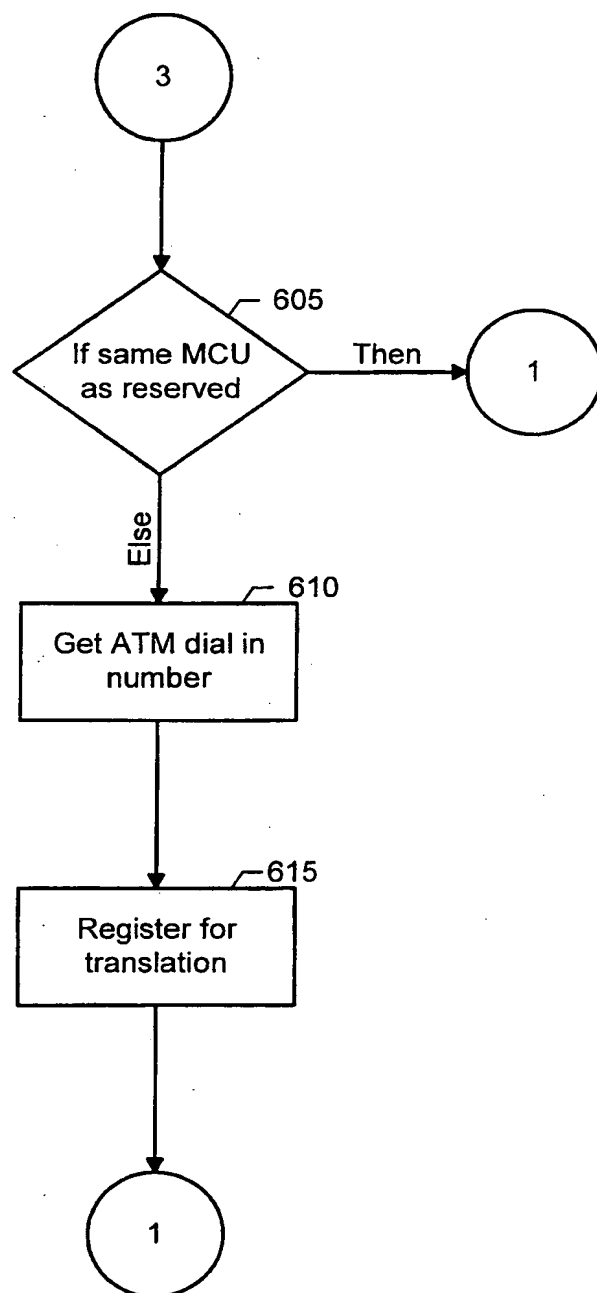 3
605
If same MCU
as reserved
Then
1
Else
610
Get ATM dial in
number
615
Register for
translation
1